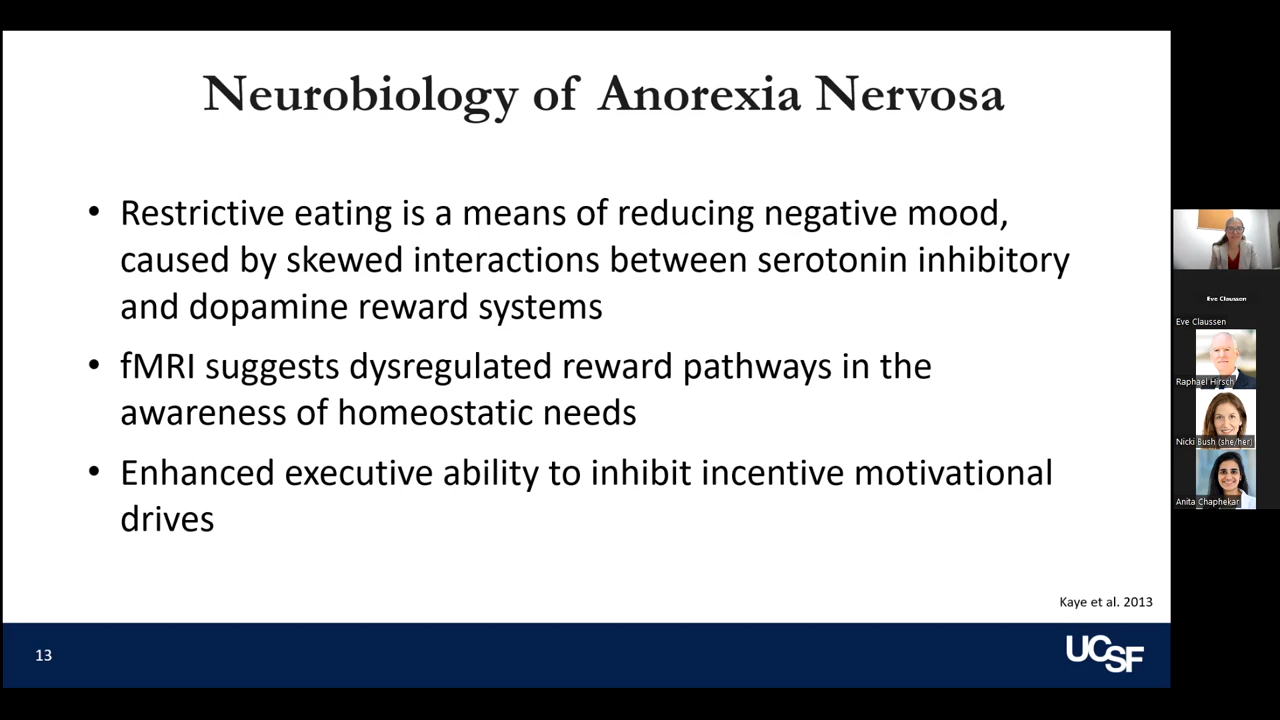 Neurobiology of Anorexia Nervosa
• Restrictive eating is a means of reducing negative mood,
caused by skewed interactions between serotonin inhibitory
and dopamine reward systems
• fMRI suggests dysregulated reward pathways in the
awareness of homeostatic needs
• Enhanced executive ability to inhibit incentive motivational
drives
Kaye et al. 2013
13
UCSF
Eve Claussen
Eve Claussen
Raphael Hirsch
Nicki Bush (she/her)
Anita Chaphekar